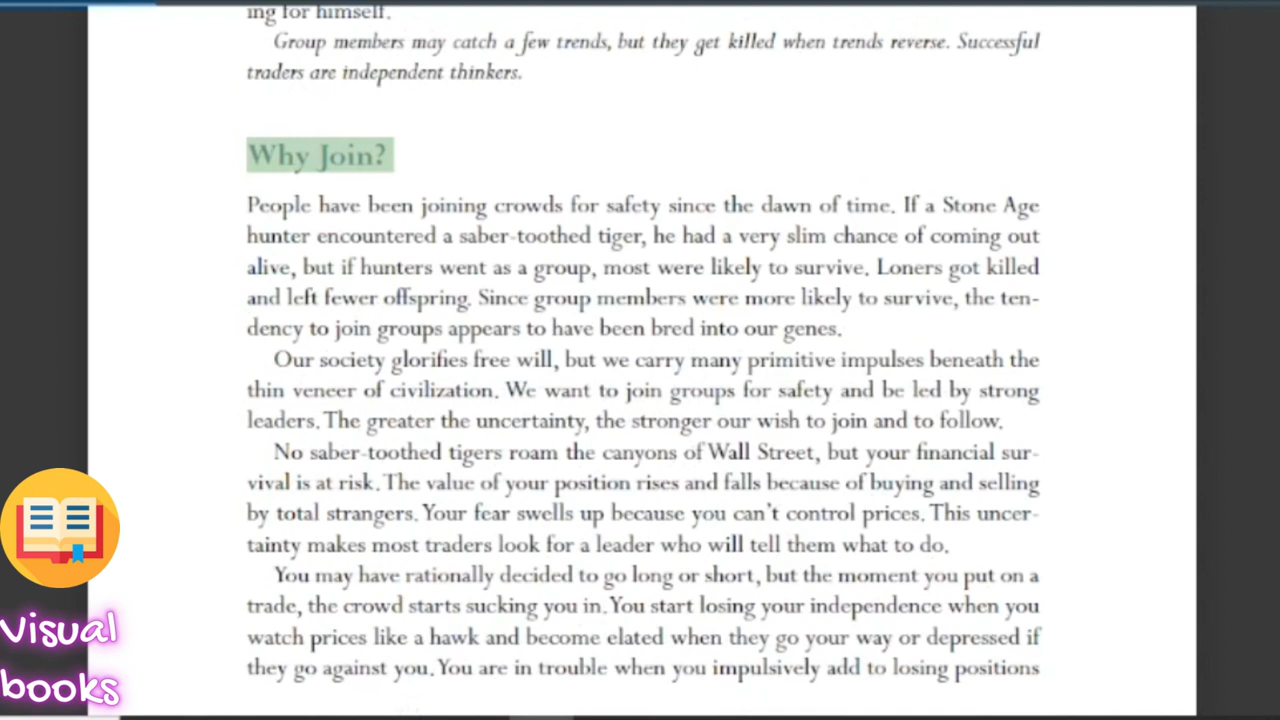 ing for himself.
Group members may catch a few trends, but they get killed when trends reverse. Successful
traders are independent thinkers.
Why Join?
People have been joining crowds for safety since the dawn of time. If a Stone Age
hunter encountered a saber-toothed tiger, he had a very slim chance of coming out
alive, but if hunters went as a group, most were likely to survive. Loners got killed
and left fewer offspring. Since group members were more likely to survive, the ten-
dency to join groups appears to have been bred into our genes.
Our society glorifies free will, but we carry many primitive impulses beneath the
thin veneer of civilization. We want to join groups for safety and be led by strong
leaders. The greater the uncertainty, the stronger our wish to join and to follow.
No saber-toothed tigers roam the canyons of Wall Street, but your financial sur-
vival is at risk. The value of your position rises and falls because of buying and selling
by total strangers. Your fear swells up because you can't control prices. This uncer-
tainty makes most traders look for a leader who will tell them what to do.
You may have rationally decided to go long or short, but the moment you put on a
trade, the crowd starts sucking you in. You start losing your independence when you
watch prices like a hawk and become elated when they go your way or depressed if
they go against you. You are in trouble when you impulsively add to losing positions
Visual
books